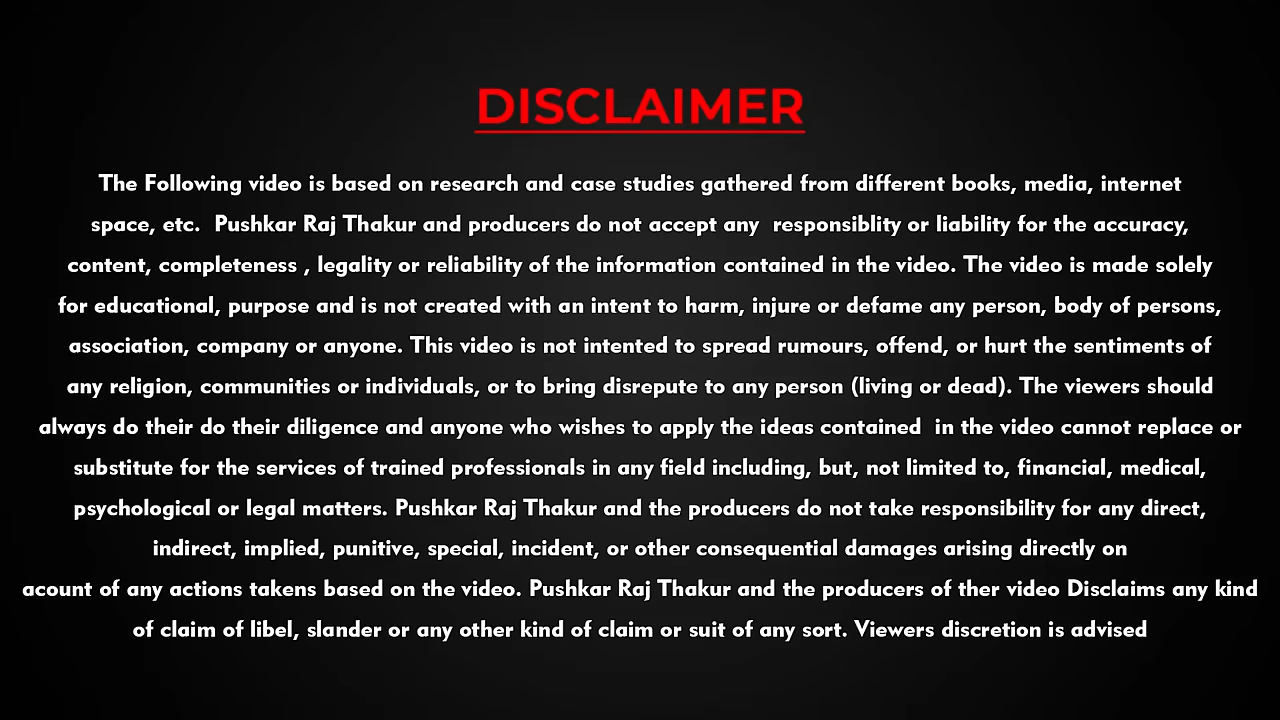 DISCLAIMER
The Following video is based on research and case studies gathered from different books, media, internet
space, etc.  Pushkar Raj Thakur and producers do not accept any  responsiblity or liability for the accuracy,
content, completeness , legality or reliability of the information contained in the video. The video is made solely
for educational, purpose and is not created with an intent to harm, injure or defame any person, body of persons,
association, company or anyone. This video is not intented to spread rumours, offend, or hurt the sentiments of
any religion, communities or individuals, or to bring disrepute to any person (living or dead). The viewers should
always do their do their diligence and anyone who wishes to apply the ideas contained  in the video cannot replace or
substitute for the services of trained professionals in any field including, but, not limited to, financial, medical,
psychological or legal matters. Pushkar Raj Thakur and the producers do not take responsibility for any direct,
indirect, implied, punitive, special, incident, or other consequential damages arising directly on
acount of any actions takens based on the video. Pushkar Raj Thakur and the producers of ther video Disclaims any kind
of claim of libel, slander or any other kind of claim or suit of any sort. Viewers discretion is advised